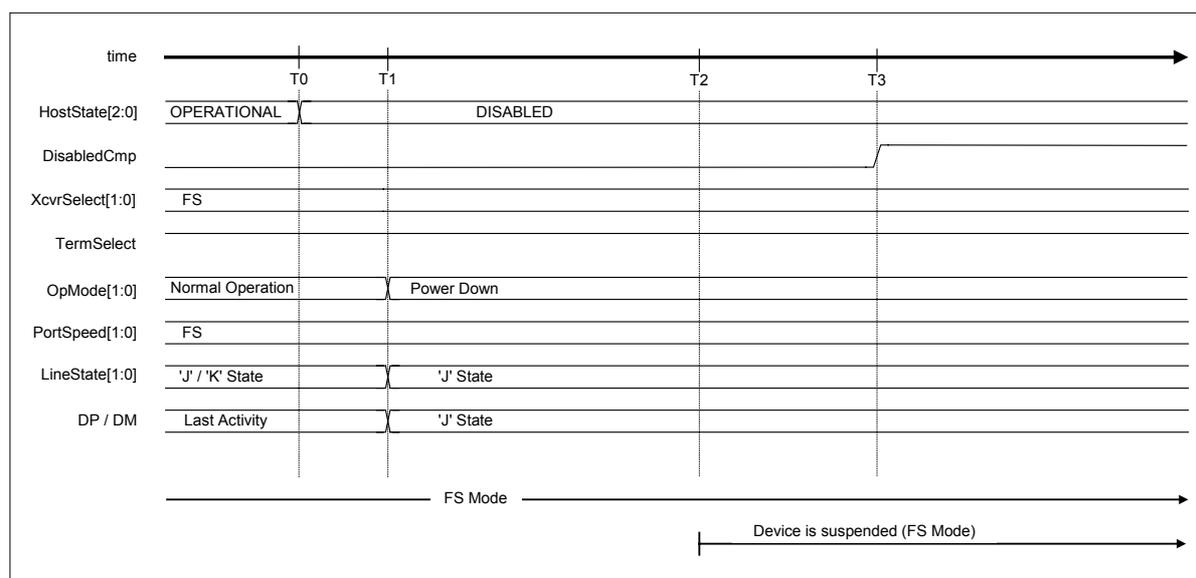 time
T0 T1 T2 T3
HostState[2:0] OPERATIONAL DISABLED
DisabledCmp
XcvrSelect[1:0] FS
TermSelect
OpMode[1:0] Normal Operation Power Down
PortSpeed[1:0] FS
LineState[1:0] 'J' / 'K' State 'J' State
DP / DM Last Activity 'J' State
FS Mode
Device is suspended (FS Mode)